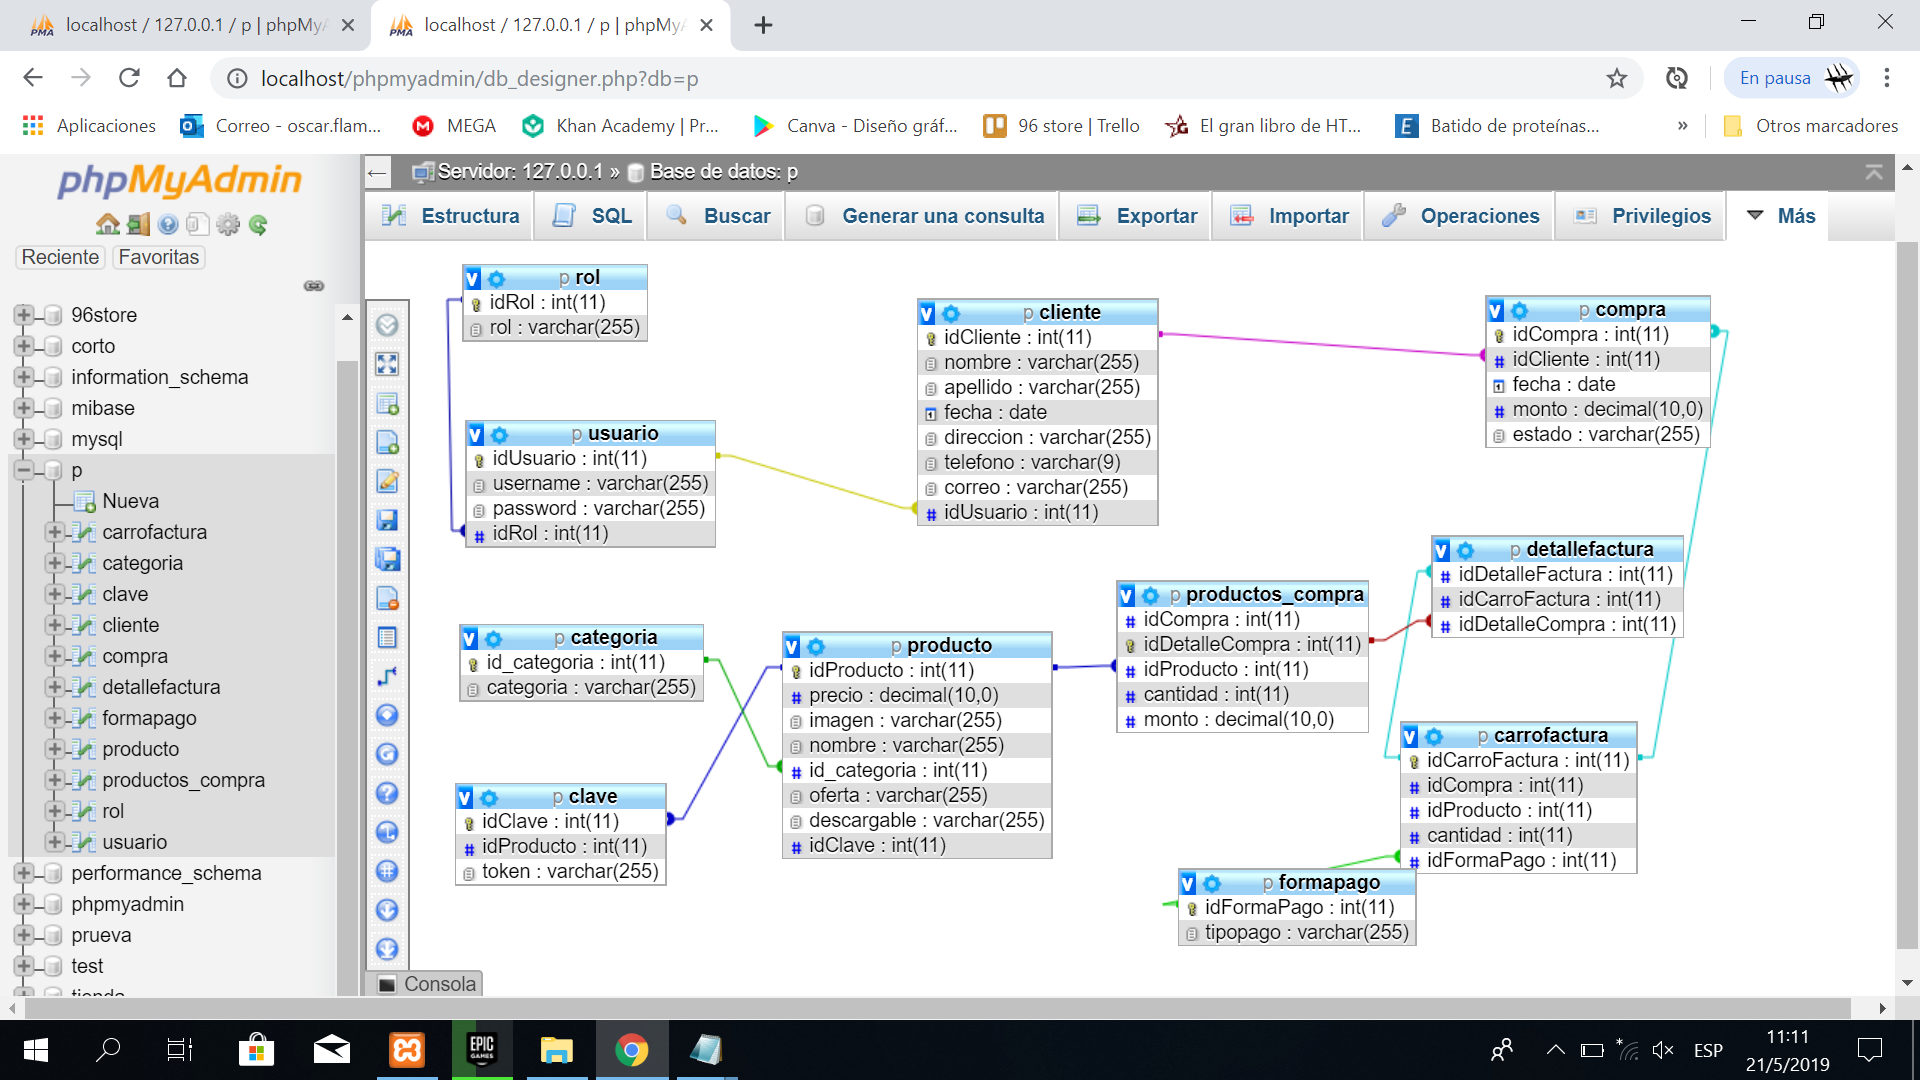 localhost / 127.0.0.1 / p | phpMyA
localhost / 127.0.0.1 / p | phpMyA
localhost/phpmyadmin/db_designer.php?db=p
En pausa
Aplicaciones
Correo - oscar.flam...
MEGA
Khan Academy | Pr...
Canva - Diseño gráf...
96 store | Trello
El gran libro de HT...
Batido de proteínas...
»
Otros marcadores
phpMyAdmin
Reciente
Favoritas
96store
corto
information_schema
mibase
mysql
p
Nueva
carrofactura
categoria
clave
cliente
compra
detallefactura
formapago
producto
productos_compra
rol
usuario
performance_schema
phpmyadmin
prueva
test
tienda
Servidor: 127.0.0.1 » Base de datos: p
Estructura
SQL
Buscar
Generar una consulta
Exportar
Importar
Operaciones
Privilegios
Más
p rol
idRol : int(11)
rol : varchar(255)
p usuario
idUsuario : int(11)
username : varchar(255)
password : varchar(255)
idRol : int(11)
p cliente
idCliente : int(11)
nombre : varchar(255)
apellido : varchar(255)
fecha : date
direccion : varchar(255)
telefono : varchar(9)
correo : varchar(255)
idUsuario : int(11)
p compra
idCompra : int(11)
idCliente : int(11)
fecha : date
monto : decimal(10,0)
estado : varchar(255)
p detallefactura
idDetalleFactura : int(11)
idCarroFactura : int(11)
idDetalleCompra : int(11)
p categoria
id_categoria : int(11)
categoria : varchar(255)
p producto
idProducto : int(11)
precio : decimal(10,0)
imagen : varchar(255)
nombre : varchar(255)
id_categoria : int(11)
oferta : varchar(255)
descargable : varchar(255)
idClave : int(11)
p productos_compra
idCompra : int(11)
idDetalleCompra : int(11)
idProducto : int(11)
cantidad : int(11)
monto : decimal(10,0)
p clave
idClave : int(11)
idProducto : int(11)
token : varchar(255)
p carrofactura
idCarroFactura : int(11)
idCompra : int(11)
idProducto : int(11)
cantidad : int(11)
idFormaPago : int(11)
p formapago
idFormaPago : int(11)
tipopago : varchar(255)
Consola
EPIC
GAMES
ESP
11:11
21/5/2019